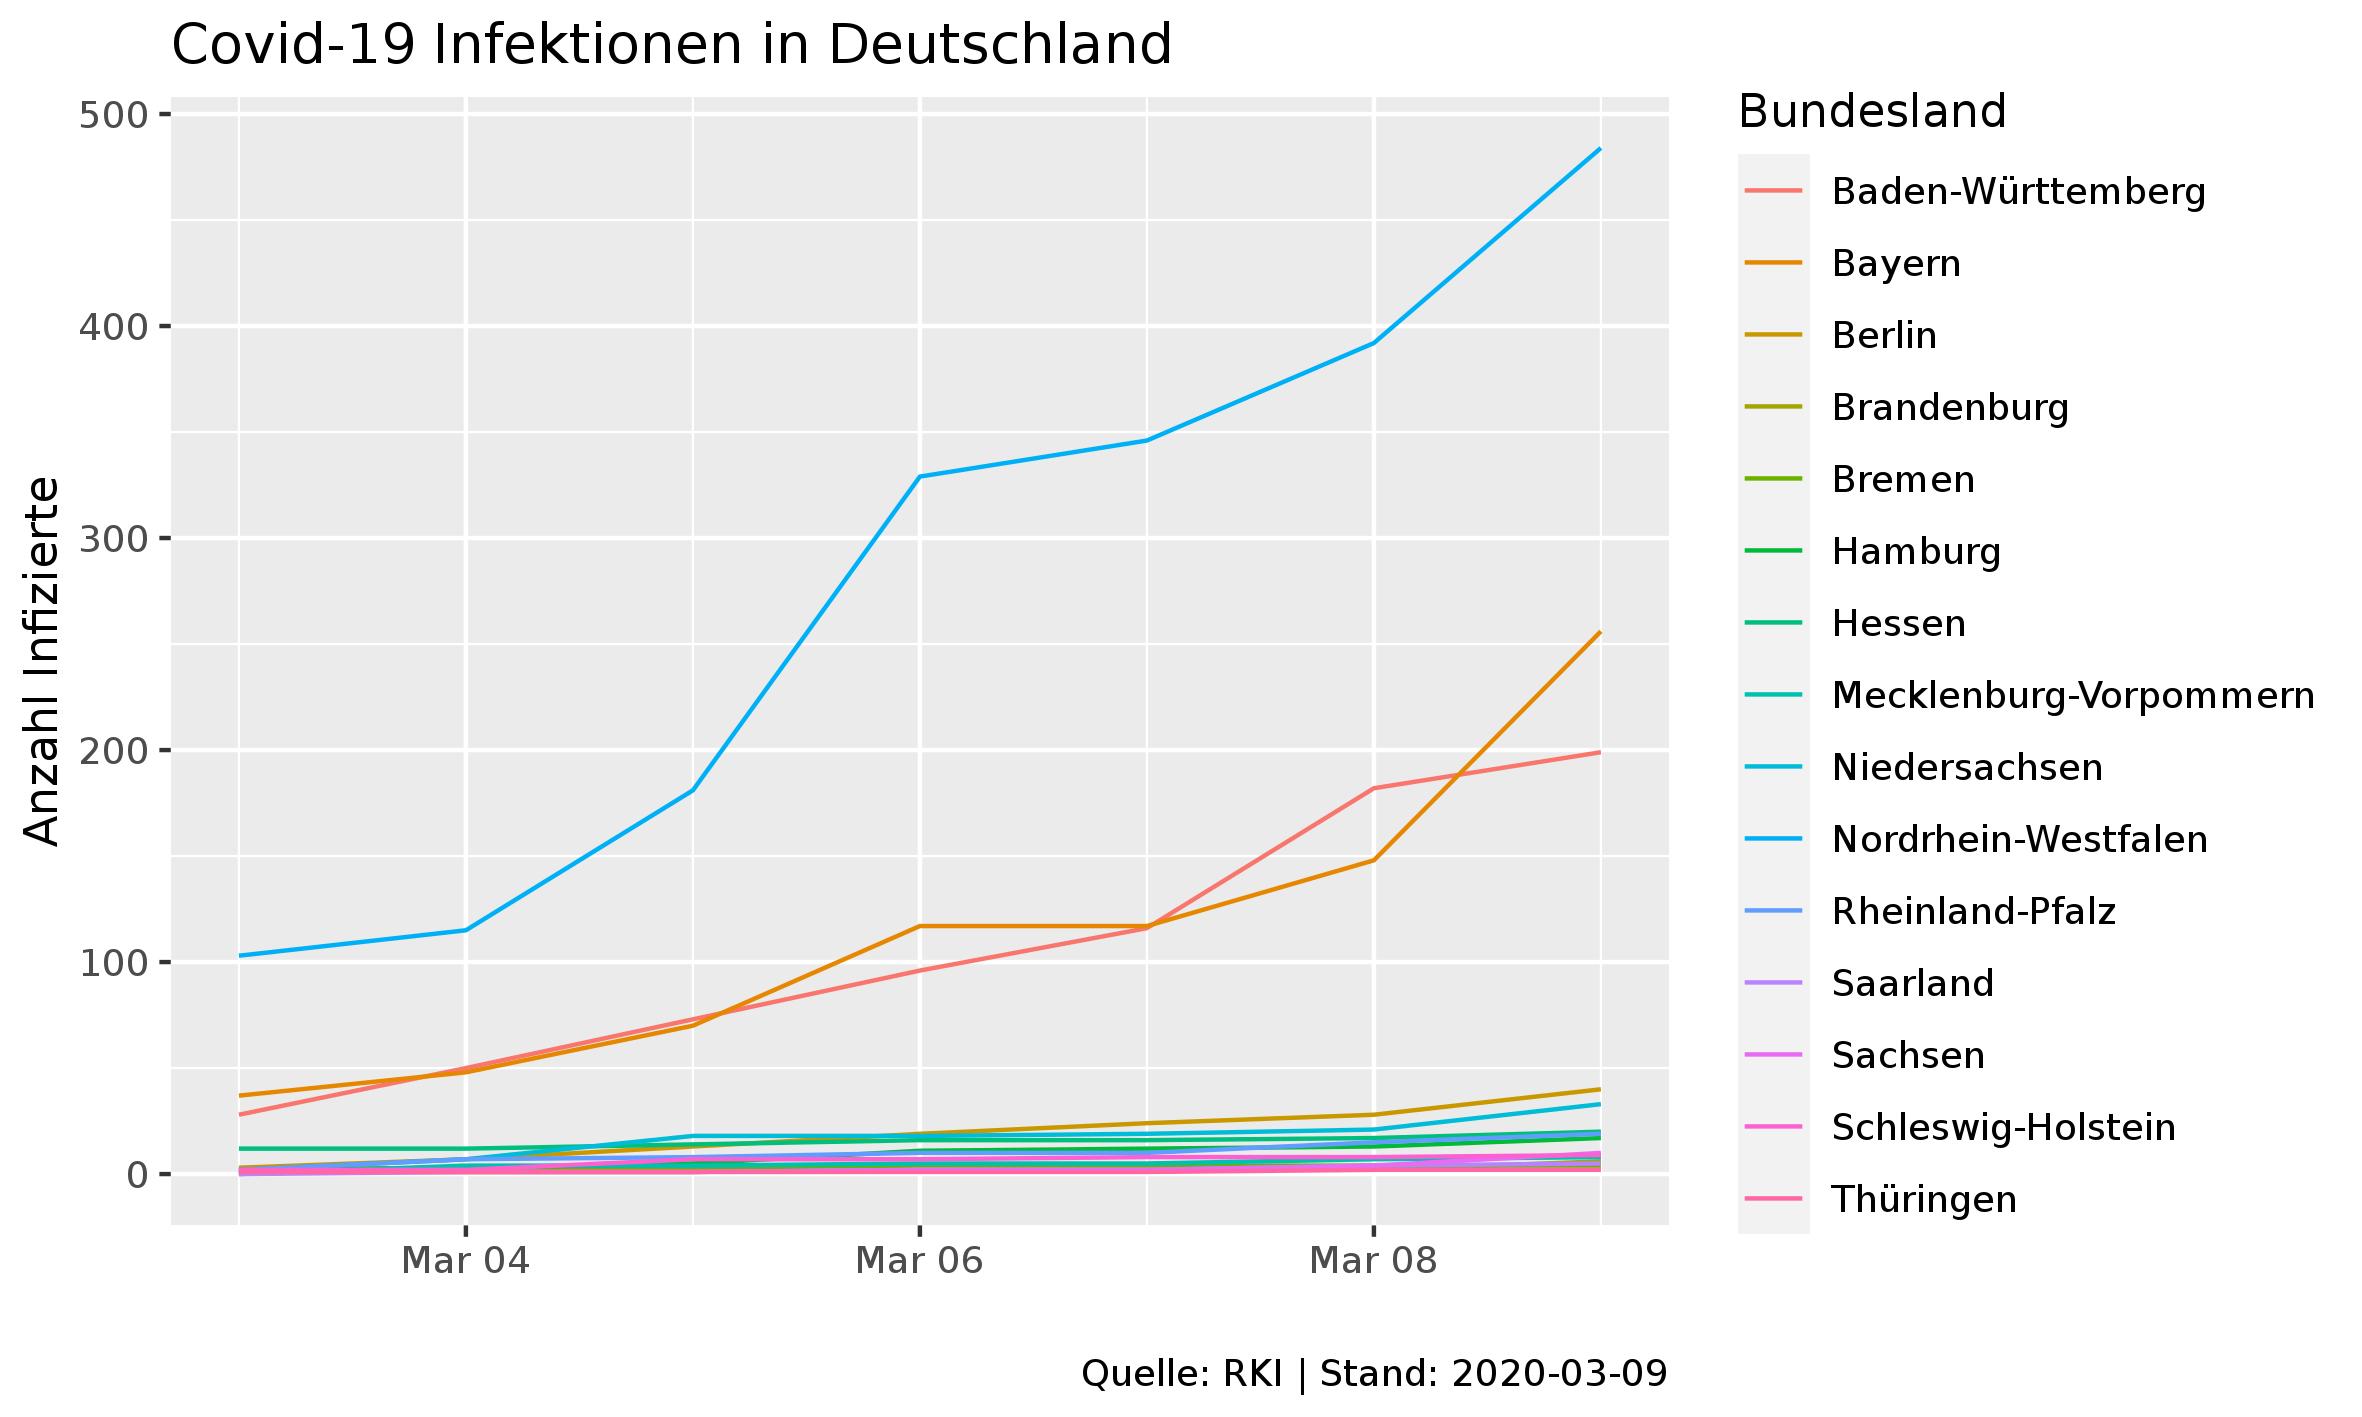 Covid-19 Infektionen in Deutschland
Anzahl Infizierte
500
400
300
200
100
0
Mar 04
Mar 06
Mar 08
Bundesland
Baden-Württemberg
Bayern
Berlin
Brandenburg
Bremen
Hamburg
Hessen
Mecklenburg-Vorpommern
Niedersachsen
Nordrhein-Westfalen
Rheinland-Pfalz
Saarland
Sachsen
Schleswig-Holstein
Thüringen
Quelle: RKI | Stand: 2020-03-09